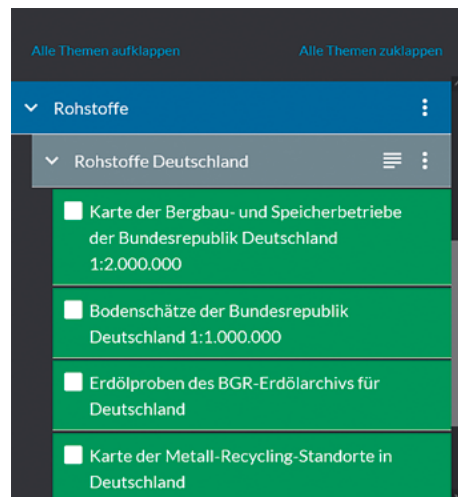 Alle Themen aufklappen
Alle Themen zuklappen
Rohstoffe
Rohstoffe Deutschland
Karte der Bergbau- und Speicherbetriebe
der Bundesrepublik Deutschland
1:2.000.000
Bodenschätze der Bundesrepublik
Deutschland 1:1.000.000
Erdölproben des BGR-Erdölarchivs für
Deutschland
Karte der Metall-Recycling-Standorte in
Deutschland